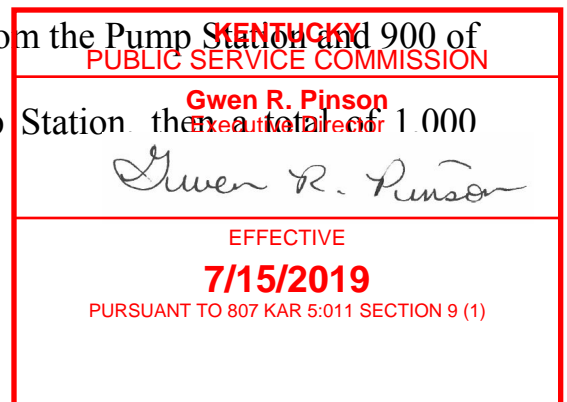 om the Pump Station and 900 of
KENTUCKY
PUBLIC SERVICE COMMISSION
Gwen R. Pinson
Station, then a total of 1,000
Executive Director
Gwen R. Pinson
EFFECTIVE
7/15/2019
PURSUANT TO 807 KAR 5:011 SECTION 9 (1)